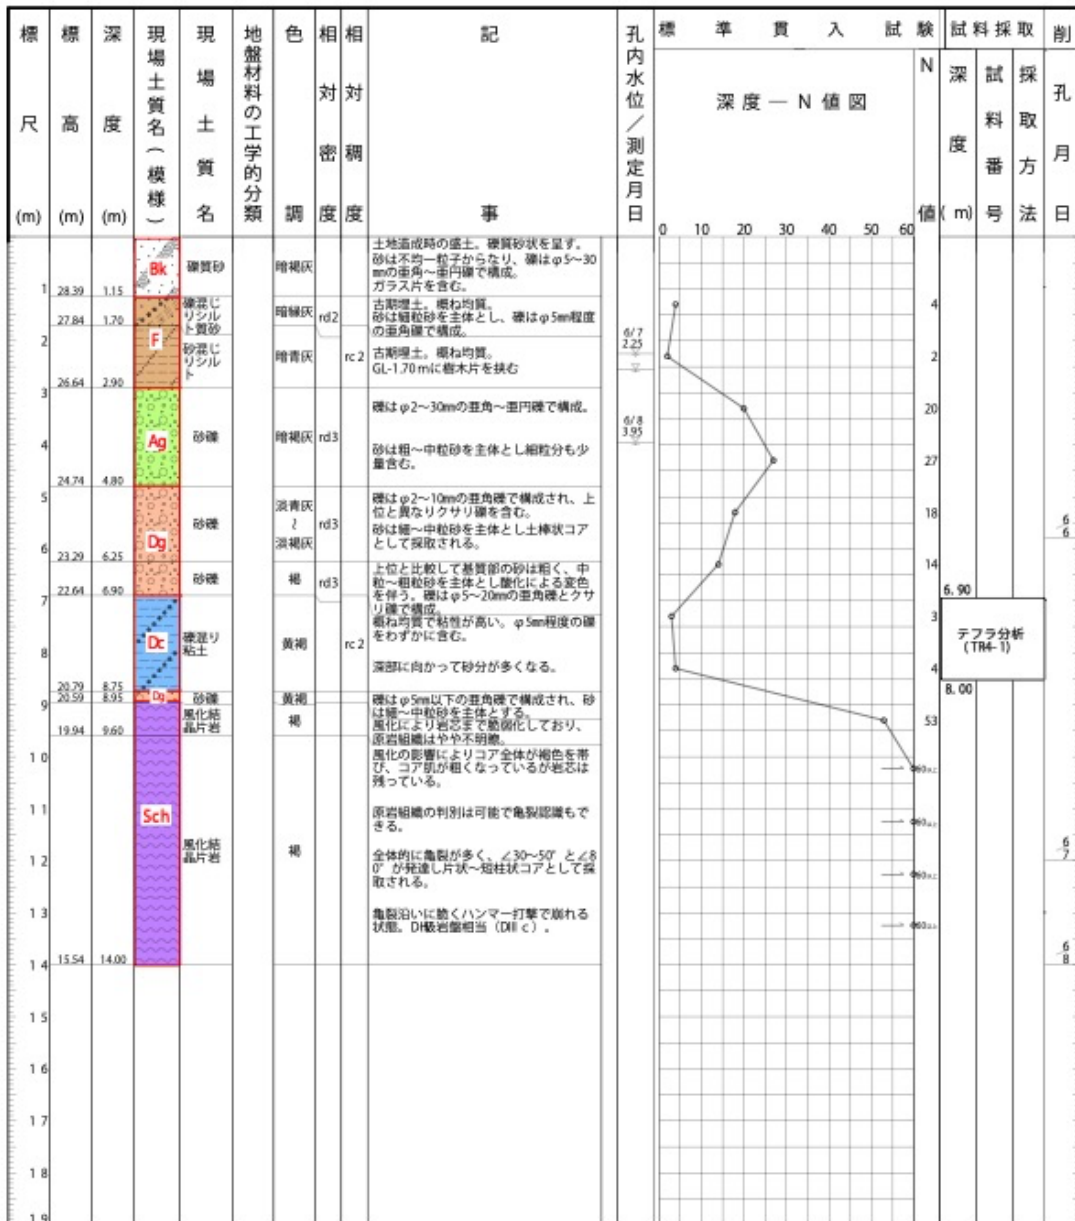 標尺(m)
標高(m)
深度(m)
現場土質名(模様)
現場土質名
地盤材料の工学的分類
色調
相対密度
相対稠度
記事
孔内水位/測定月日
標準貫入試験
深度―N値図
N値
0 10 20 30 40 50 60
試料採取
深度(m)
試料番号
採取方法
削孔月日
Bk
礫質砂
暗褐灰
土地造成時の盛土。礫質砂状を呈す。
砂は不均一粒子からなり、礫はφ5~30
㎜の亜角~亜円礫で構成。
ガラス片を含む。
1
28.39 1.15
4
礫混じ
りシル
ト質砂
暗緑灰
rd2
古期埋土。概ね均質。
砂は細粒砂を主体とし、礫はφ5㎜程度
の亜角礫で構成。
27.84 1.70
F
2
砂混じ
りシル
ト
暗青灰
rc2
古期埋土。概ね均質。
GL-1.70mに樹木片を挟む
6/7
2.25
2
26.64 2.90
3
礫はφ2~30㎜の亜角~亜円礫で構成。
20
Ag
砂礫
暗褐灰
rd3
6/8
3.95
4
砂は粗~中粒砂を主体とし細粒分も少
量含む。
27
24.74 4.80
5
Dg
砂礫
淡青灰
~
淡褐灰
rd3
礫はφ2~10㎜の亜角礫で構成され、上
位と異なりクサリ礫を含む。
砂は細~中粒砂を主体とし土棒状コア
として採取される。
18
6
6
6
23.29 6.25
14
砂礫
褐
rd3
上位と比較して基質部の砂は粗く、中
粒~粗粒砂を主体とし酸化による変色
を伴う。礫はφ5~20㎜の亜角礫とクサ
リ礫で構成。
22.64 6.90
6.90
7
Dc
礫混り
粘土
黄褐
rc2
概ね均質で粘性が高い。φ5㎜程度の礫
をわずかに含む。
3
テフラ分析
(TR4-1)
8
深部に向かって砂分が多くなる。
4
8.00
20.79 8.75
Dg
砂礫
黄褐
礫はφ5㎜以下の亜角礫で構成され、砂
は細~中粒砂を主体とする。
20.59 8.95
9
風化結
晶片岩
褐
風化により岩芯まで脆弱化しており、
原岩組織はやや不明瞭。
53
19.94 9.60
10
風化の影響によりコア全体が褐色を帯
び、コア肌が粗くなっているが岩芯は
残っている。
60以上
11
Sch
原岩組織の判別は可能で亀裂認識もで
きる。
60以上
6
7
風化結
晶片岩
褐
12
全体的に亀裂が多く、∠30~50°と∠8
0°が発達し片状~短柱状コアとして採
取される。
60以上
13
亀裂沿いに脆くハンマー打撃で崩れる
状態。DH級岩盤相当(DⅢc)。
60以上
6
8
14
15.54 14.00
15
16
17
18
19